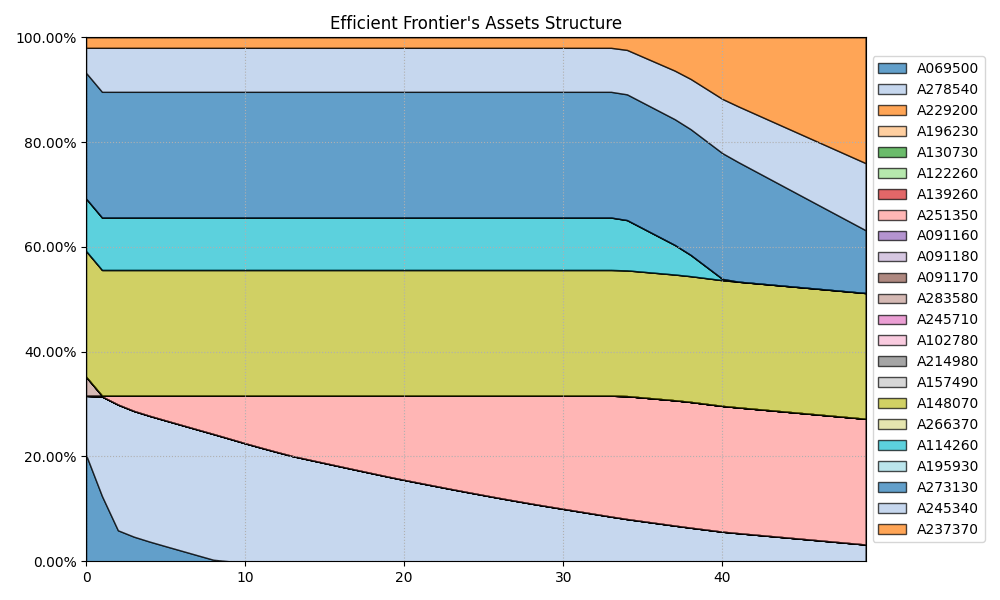 Efficient Frontier's Assets Structure
100.00%
80.00%
60.00%
40.00%
20.00%
0.00%
0
10
20
30
40
A069500
A278540
A229200
A196230
A130730
A122260
A139260
A251350
A091160
A091180
A091170
A283580
A245710
A102780
A214980
A157490
A148070
A266370
A114260
A195930
A273130
A245340
A237370